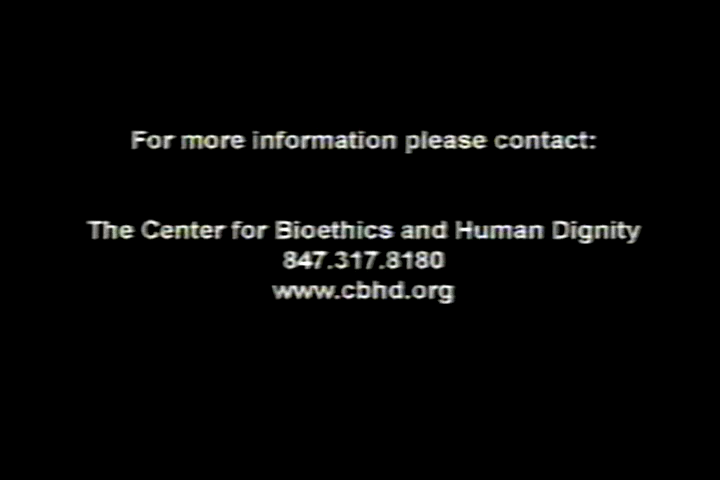 For more information please contact:
The Center for Bioethics and Human Dignity
847.317.8180
www.cbhd.org